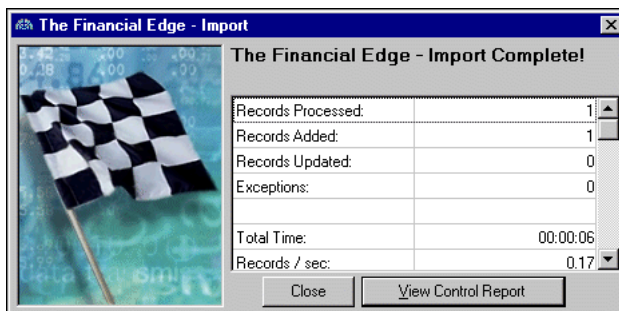 The Financial Edge - Import
The Financial Edge - Import Complete!
Records Processed: 1
Records Added: 1
Records Updated: 0
Exceptions: 0
Total Time: 00:00:06
Records / sec: 0.17
Close View Control Report